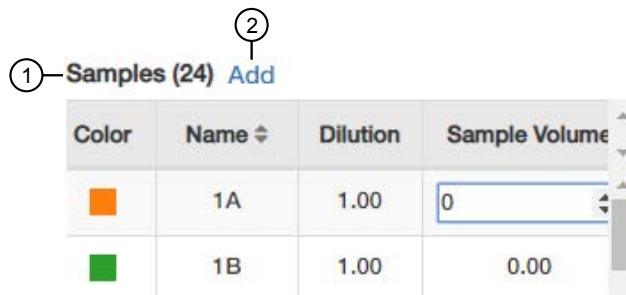 2
1 Samples (24) Add
Color Name Dilution Sample Volume
1A 1.00 0
1B 1.00 0.00